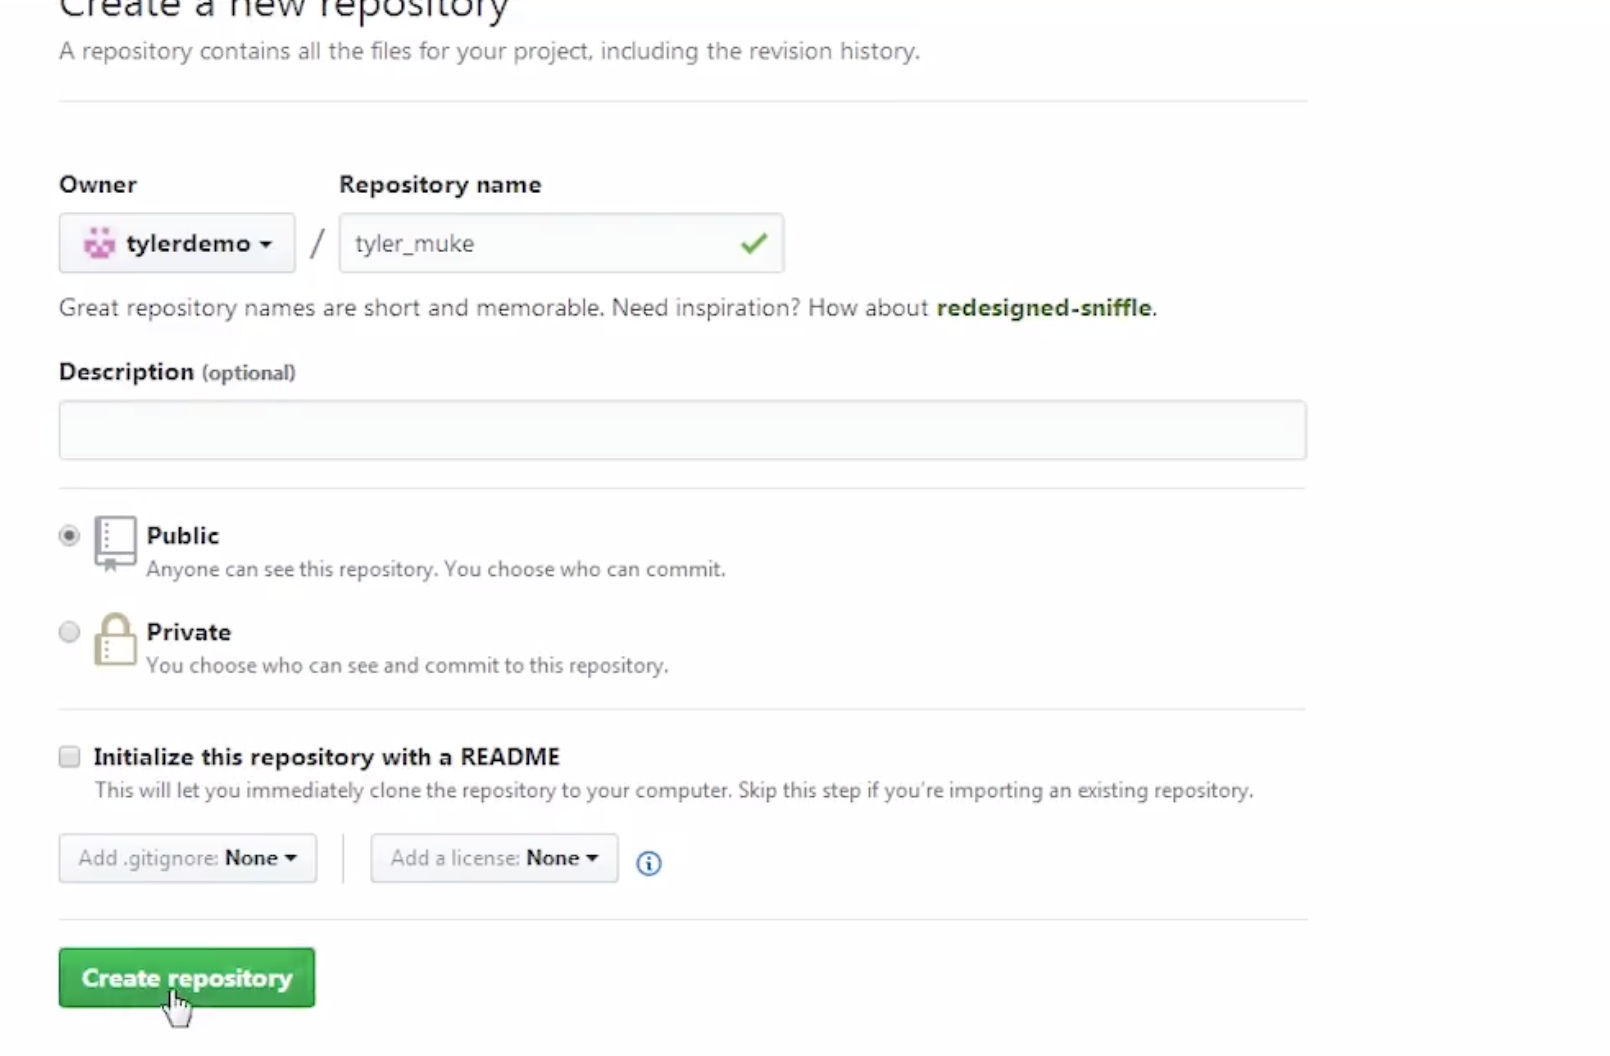 Create a new repository
A repository contains all the files for your project, including the revision history.
Owner
Repository name
tylerdemo
/
tyler_muke
Great repository names are short and memorable. Need inspiration? How about redesigned-sniffle.
Description (optional)
Public
Anyone can see this repository. You choose who can commit.
Private
You choose who can see and commit to this repository.
Initialize this repository with a README
This will let you immediately clone the repository to your computer. Skip this step if you're importing an existing repository.
Add .gitignore: None
Add a license: None
Create repository